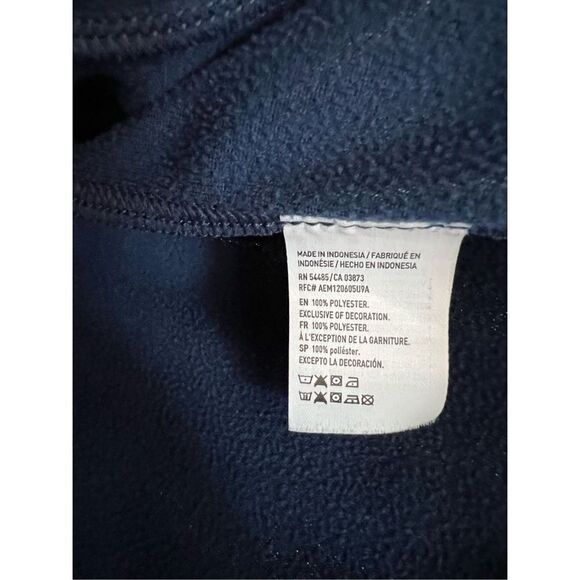 MADE IN INDONESIA / FABRIQUÉ EN
INDONÉSIE / HECHO EN INDONESIA
RN 54485/CA 03873
RFC# AEM120605U9A
EN 100% POLYESTER.
EXCLUSIVE OF DECORATION.
FR 100% POLYESTER.
À L'EXCEPTION DE LA GARNITURE.
SP 100% poliéster.
EXCEPTO LA DECORACIÓN.